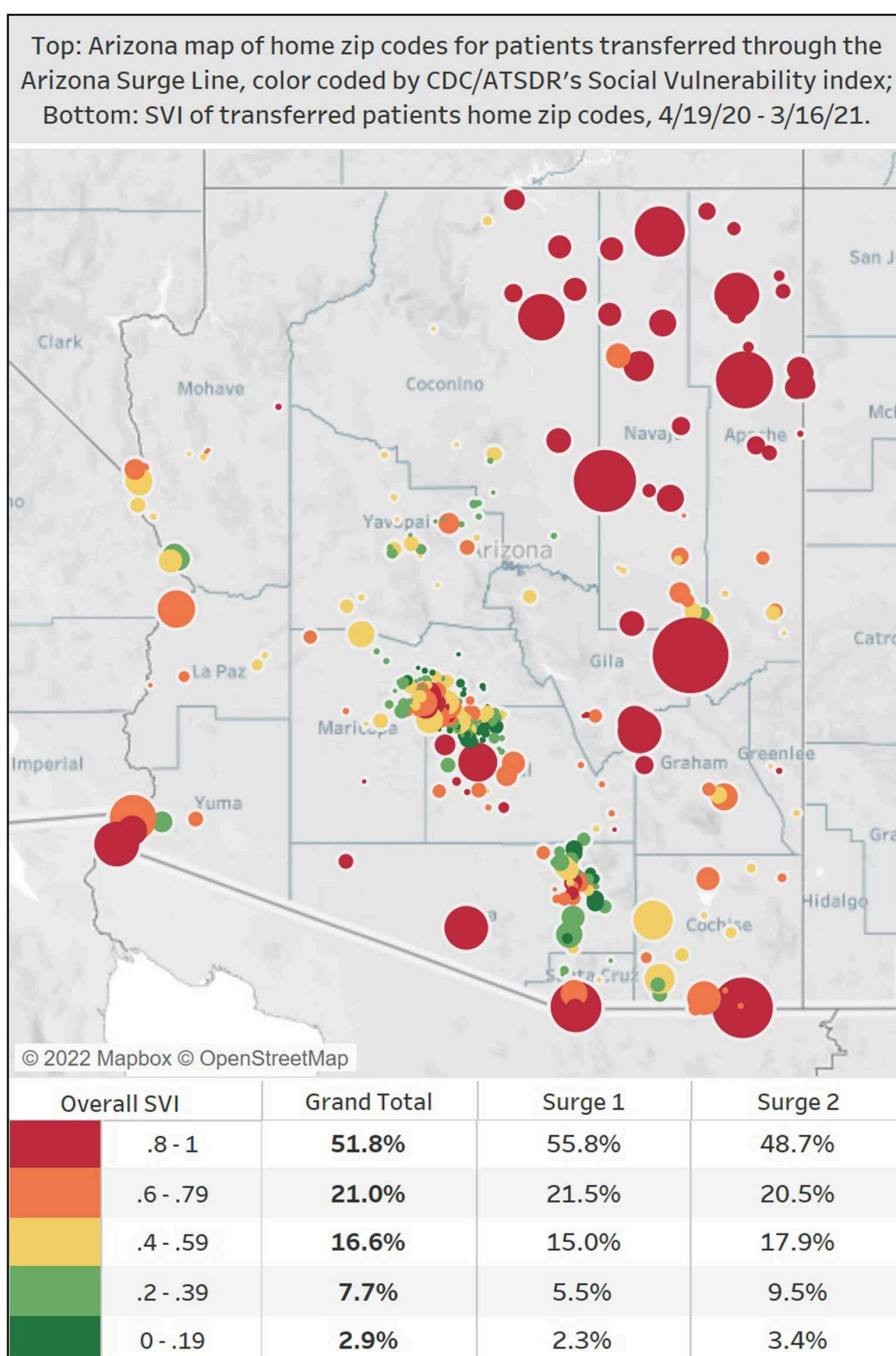 Top: Arizona map of home zip codes for patients transferred through the
Arizona Surge Line, color coded by CDC/ATSDR's Social Vulnerability index;
Bottom: SVI of transferred patients home zip codes, 4/19/20 - 3/16/21.
San J
Clark
Mohave
Coconino
Navaj
Apache
McI
Yavapai
Arizona
Catro
La Paz
Gila
Maricopa
Imperial
Graham
Greenlee
Yuma
Gra
Hidalgo
Cochise
Santa Cruz
© 2022 Mapbox © OpenStreetMap
Overall SVI Grand Total Surge 1 Surge 2
.8 - 1 51.8% 55.8% 48.7%
.6 - .79 21.0% 21.5% 20.5%
.4 - .59 16.6% 15.0% 17.9%
.2 - .39 7.7% 5.5% 9.5%
0 - .19 2.9% 2.3% 3.4%